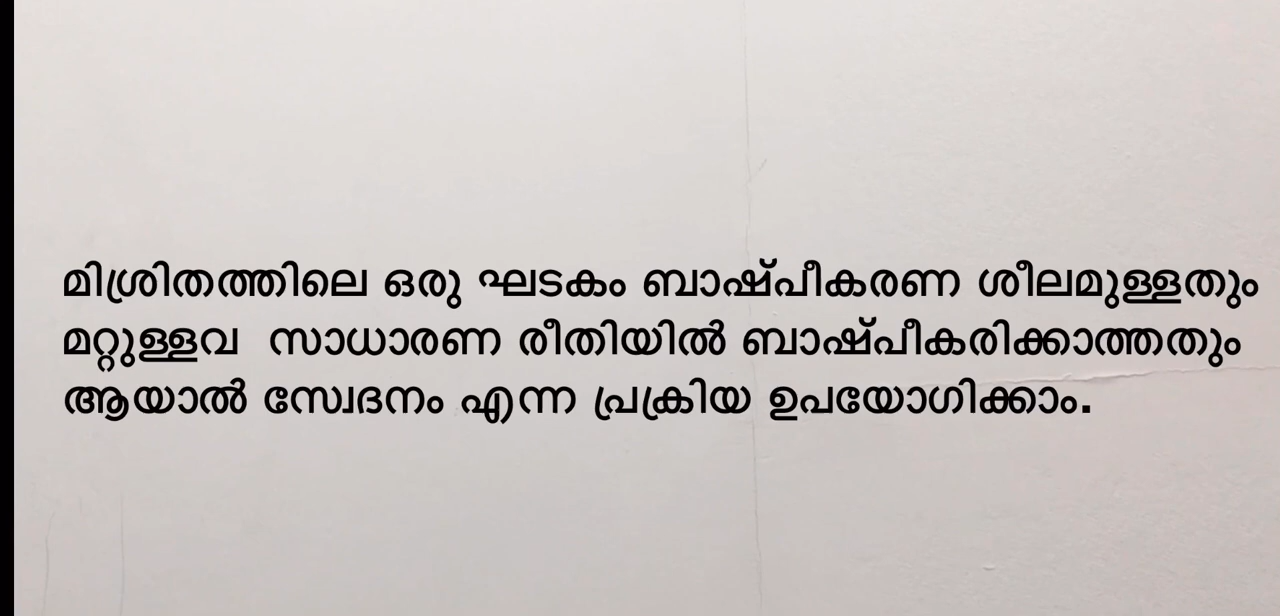 മിശ്രിതത്തിലെ ഒരു ഘടകം ബാഷ്പീകരണ ശീലമുള്ളതും
മറ്റുള്ളവ സാധാരണ രീതിയിൽ ബാഷ്പീകരിക്കാത്തതും
ആയാൽ സ്വേദനം എന്ന പ്രക്രിയ ഉപയോഗിക്കാം.